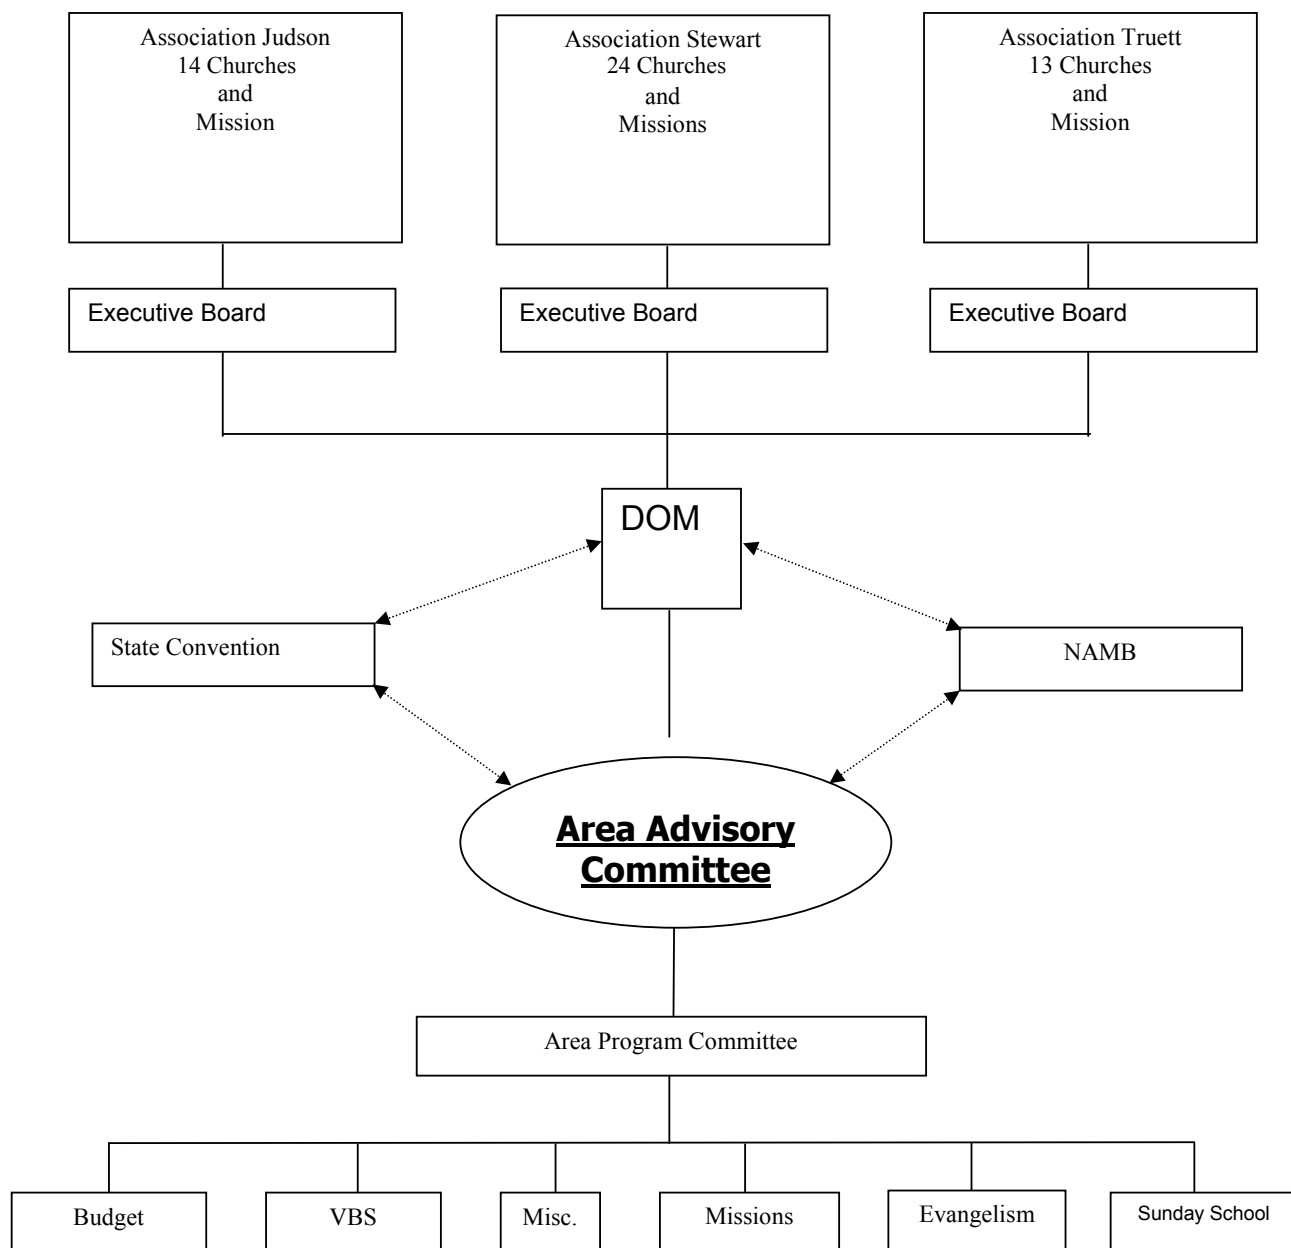 Association Judson
14 Churches
and
Mission
Association Stewart
24 Churches
and
Missions
Association Truett
13 Churches
and
Mission
Executive Board
Executive Board
Executive Board
DOM
State Convention
NAMB
Area Advisory
Committee
Area Program Committee
Budget
VBS
Misc.
Missions
Evangelism
Sunday School